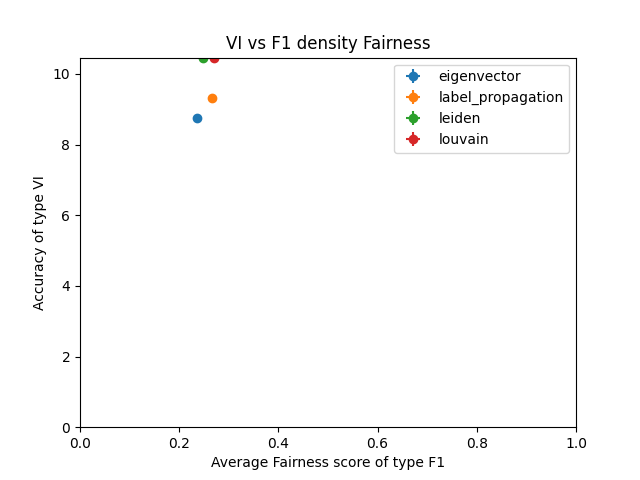 VI vs F1 density Fairness
eigenvector
label_propagation
leiden
louvain
10
8
6
4
2
0
Accuracy of type VI
0.0 0.2 0.4 0.6 0.8 1.0
Average Fairness score of type F1